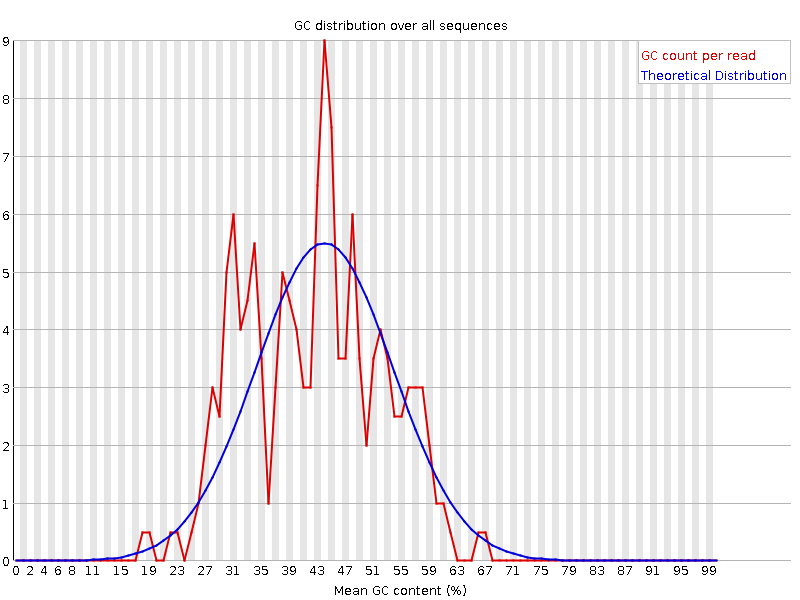 GC distribution over all sequences
GC count per read
Theoretical Distribution
9
8
7
6
5
4
3
2
1
0
0 2 4 6 8 11 15 19 23 27 31 35 39 43 47 51 55 59 63 67 71 75 79 83 87 91 95 99
Mean GC content (%)